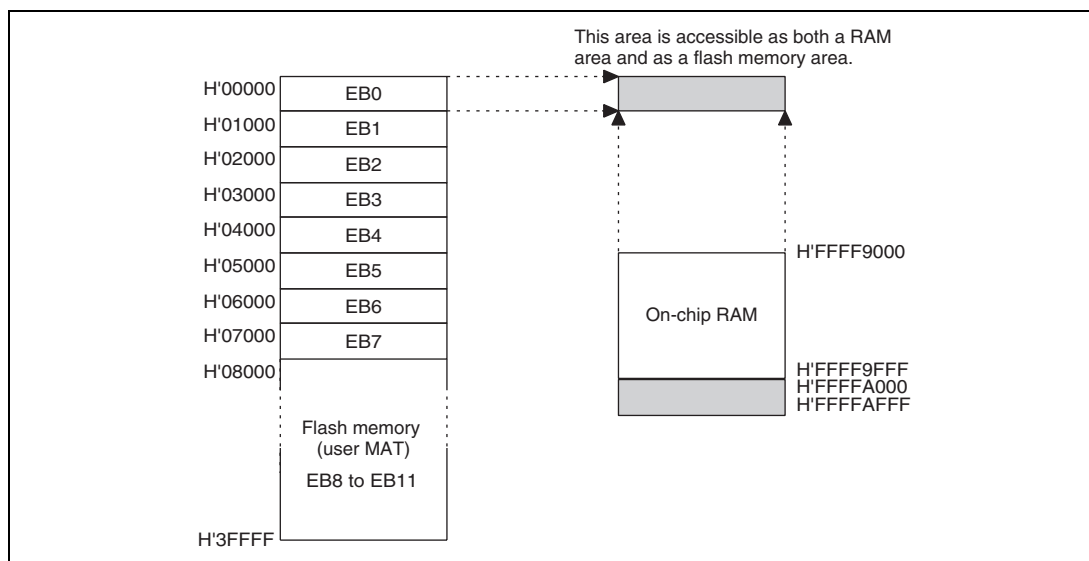 This area is accessible as both a RAM
area and as a flash memory area.
H'00000
EB0
H'01000
EB1
H'02000
EB2
H'03000
EB3
H'04000
EB4
H'05000
EB5
H'06000
EB6
H'07000
EB7
H'08000
Flash memory
(user MAT)
EB8 to EB11
H'3FFFF
H'FFFF9000
On-chip RAM
H'FFFF9FFF
H'FFFFA000
H'FFFFAFFF